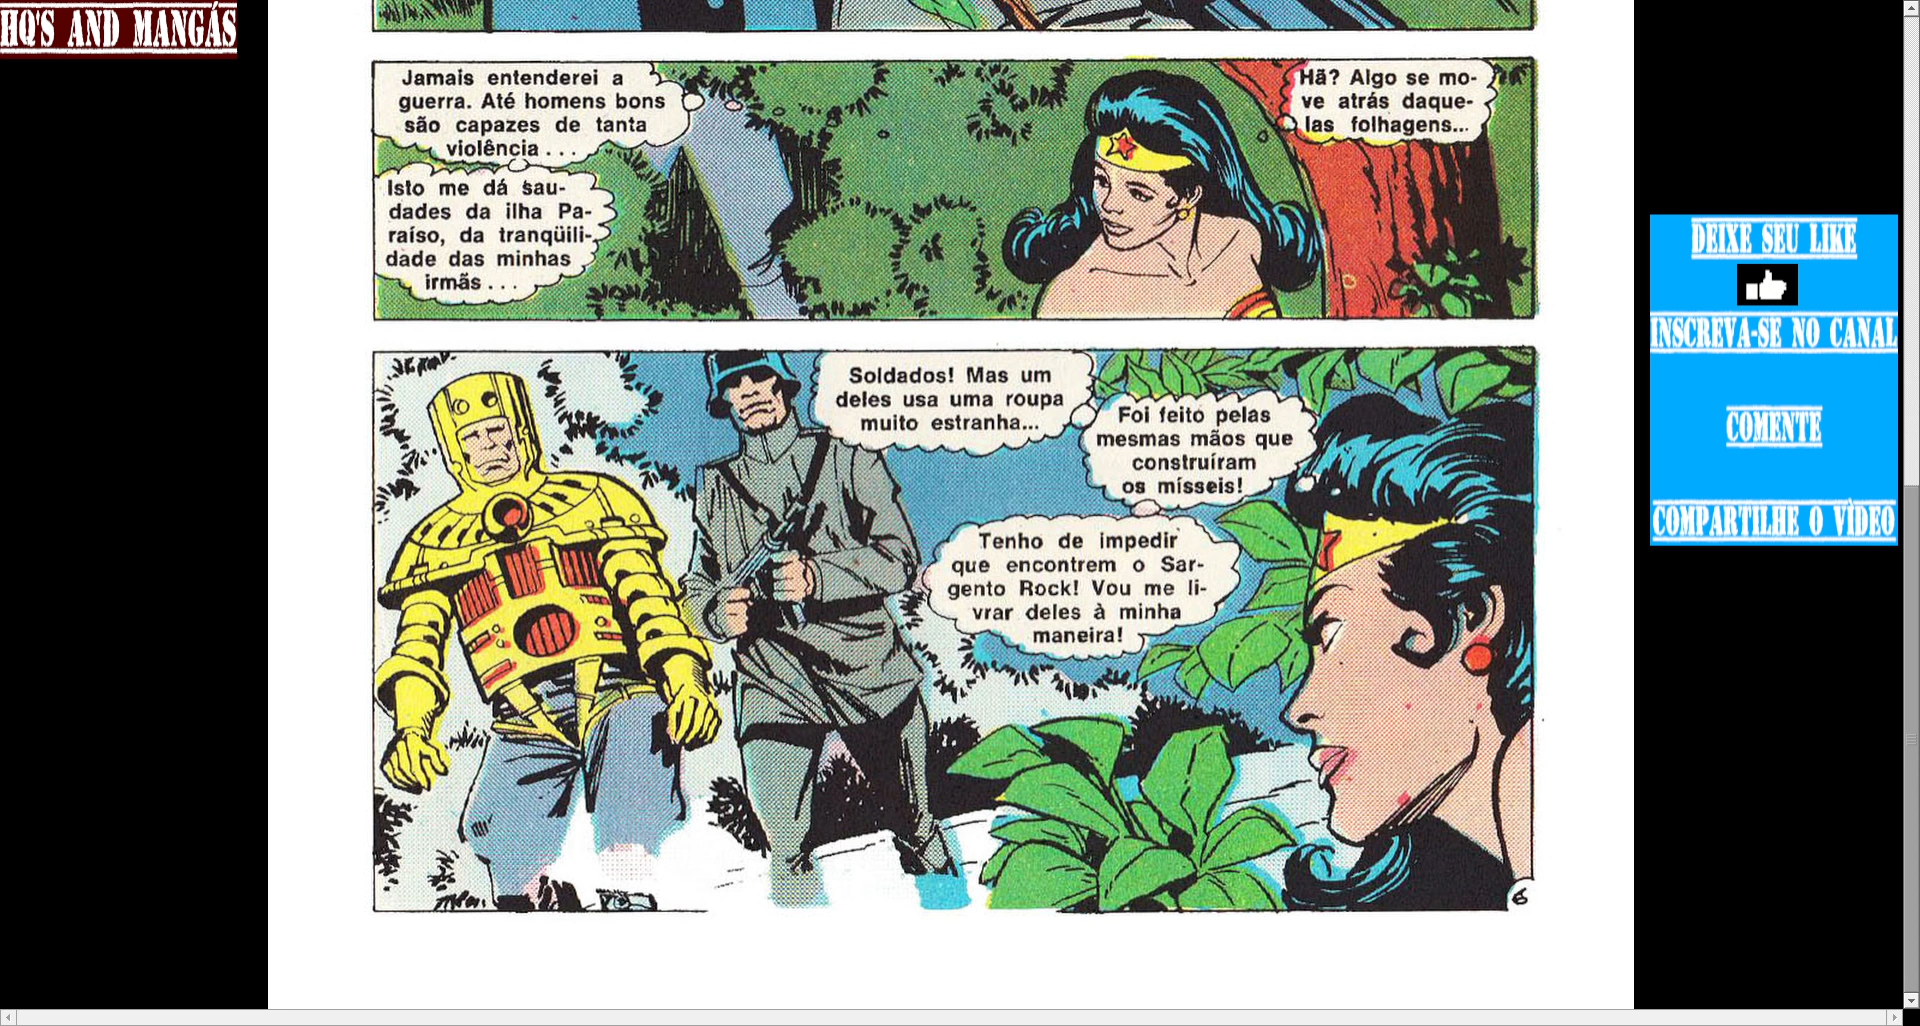 HQ'S AND MANGÁS
Jamais entenderei a
guerra. Até homens bons
são capazes de tanta
violência . . .
Isto me dá sau-
dades da ilha Pa-
raíso, da tranqüili-
dade das minhas
irmãs . . .
Hã? Algo se mo-
ve atrás daque-
las folhagens...
Soldados! Mas um
deles usa uma roupa
muito estranha...
Foi feito pelas
mesmas mãos que
construíram
os mísseis!
Tenho de impedir
que encontrem o Sar-
gento Rock! Vou me li-
vrar deles à minha
maneira!
6
DEIXE SEU LIKE
INSCREVA-SE NO CANAL
COMENTE
COMPARTILHE O VÌDEO